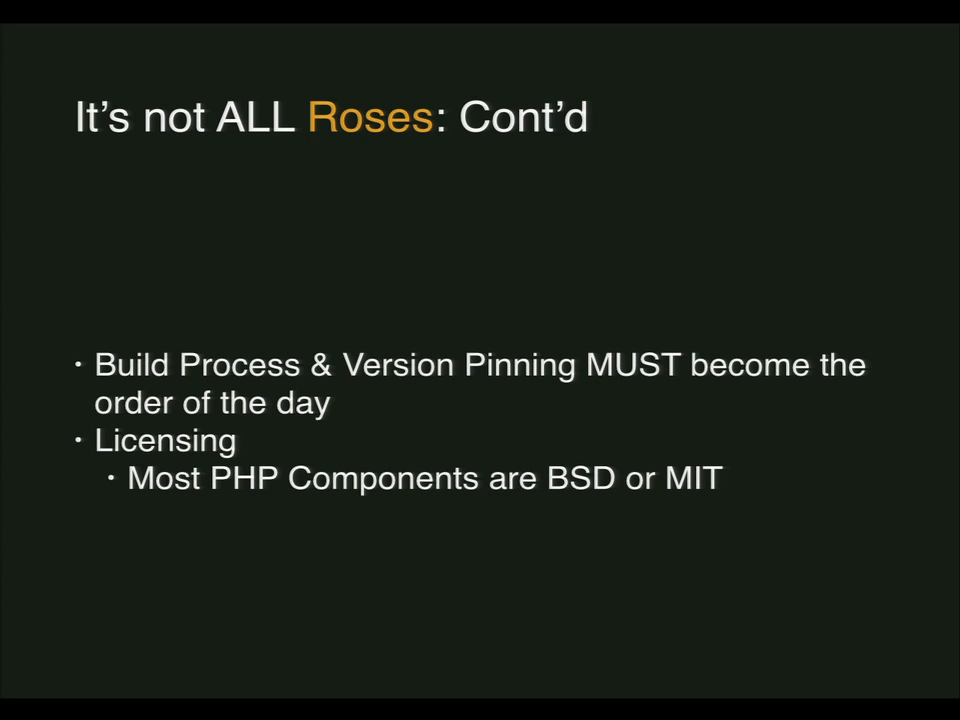 It’s not ALL Roses: Cont’d
• Build Process & Version Pinning MUST become the
order of the day
• Licensing
• Most PHP Components are BSD or MIT